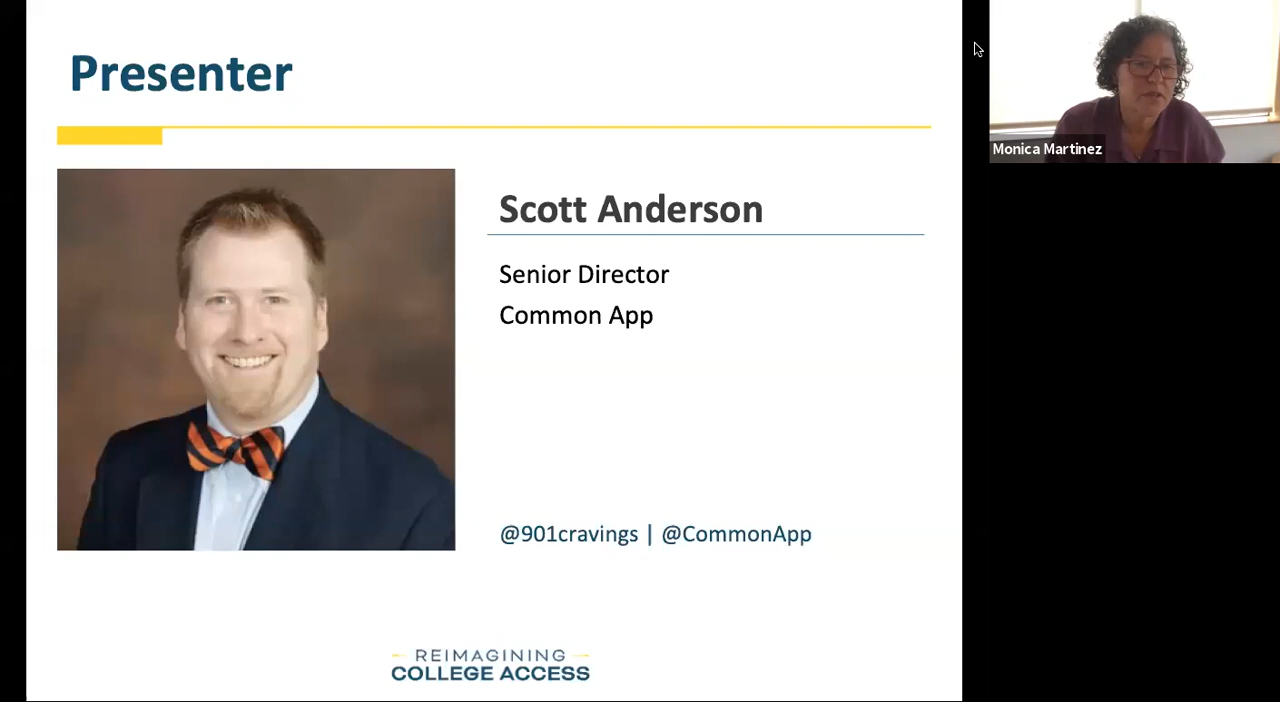 Presenter
Scott Anderson
Senior Director
Common App
@901cravings | @CommonApp
REIMAGINING
COLLEGE ACCESS
Monica Martinez